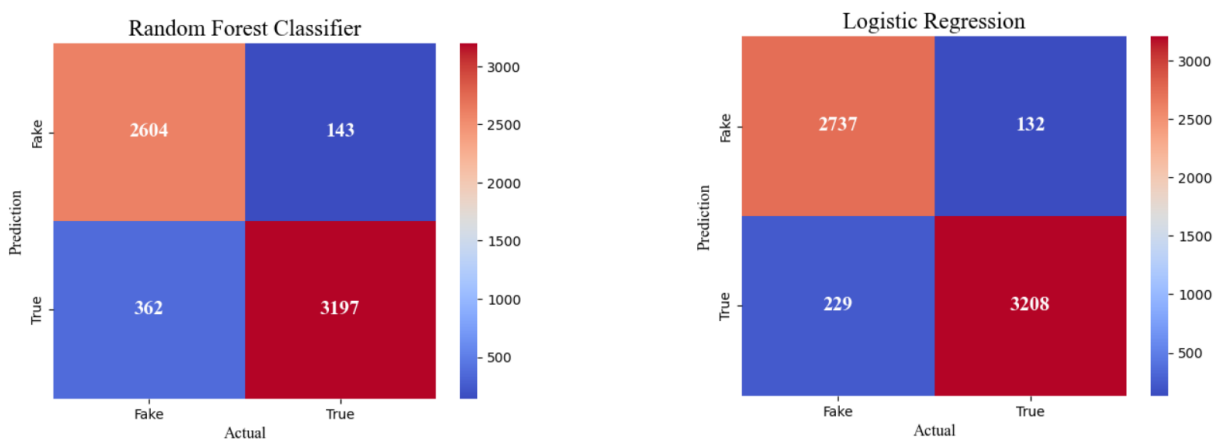 Random Forest Classifier
Fake
2604
143
True
362
3197
Prediction
Fake
True
Actual
3000
2500
2000
1500
1000
500
Logistic Regression
Fake
2737
132
True
229
3208
Prediction
Fake
True
Actual
3000
2500
2000
1500
1000
500